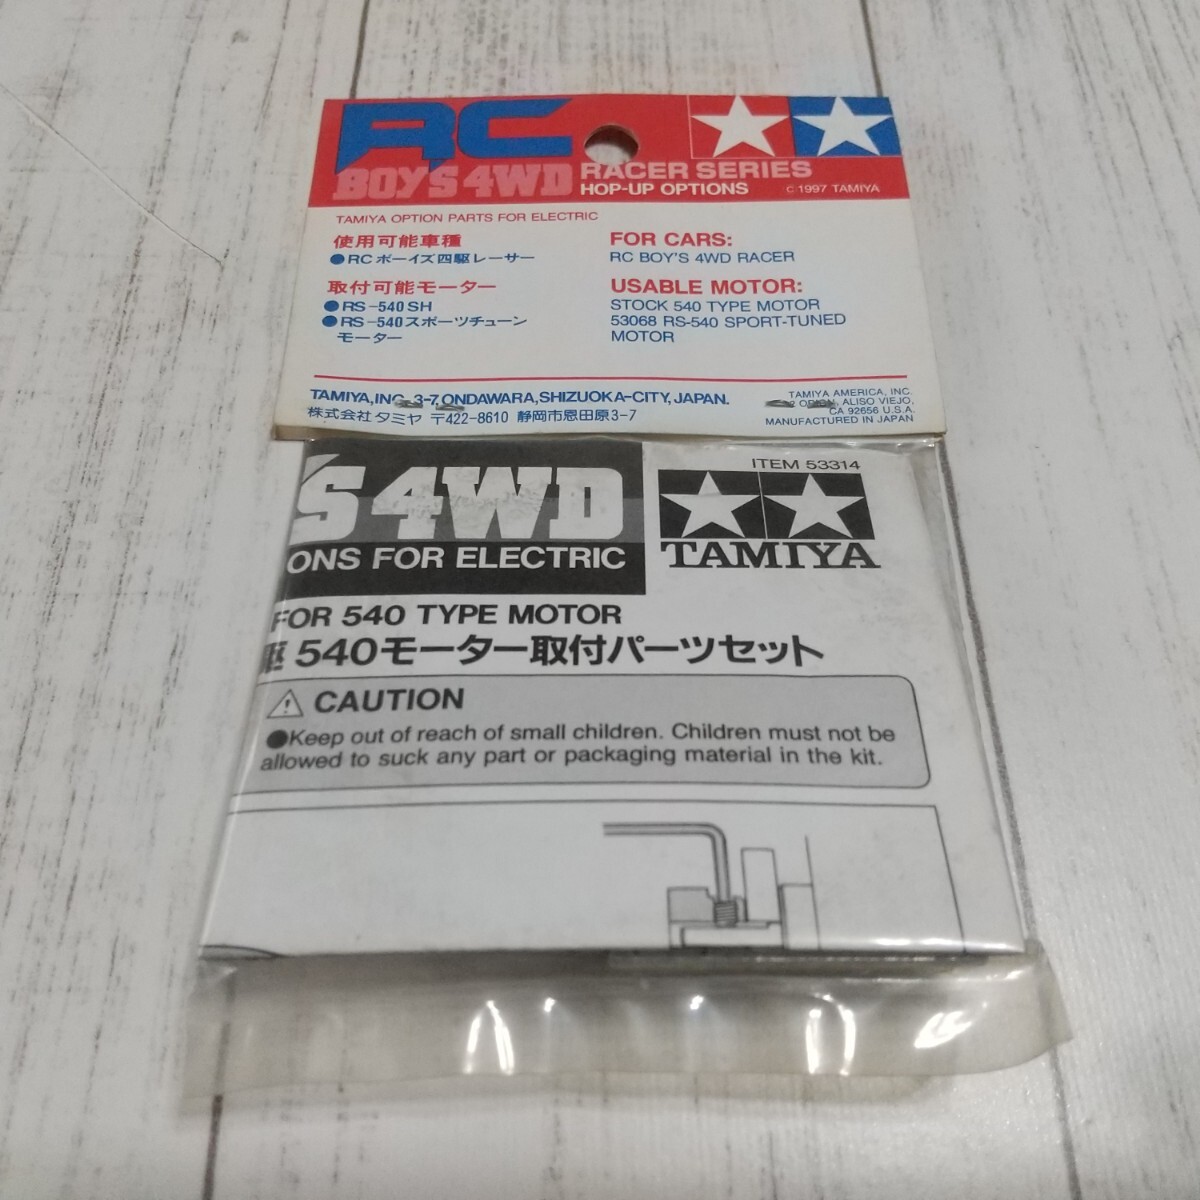 RC
BOY'S 4WD RACER SERIES
HOP-UP OPTIONS
C 1997 TAMIYA
TAMIYA OPTION PARTS FOR ELECTRIC
使用可能車種
●RCボーイズ四駆レーサー
取付可能モーター
●RS-540 SH
●RS-540スポーツチューン
モーター
FOR CARS:
RC BOY'S 4WD RACER
USABLE MOTOR:
STOCK 540 TYPE MOTOR
53068 RS-540 SPORT-TUNED
MOTOR
TAMIYA, INC. 3-7, ONDAWARA, SHIZUOKA-CITY, JAPAN.
株式会社タミヤ 〒422-8610 静岡市恩田原3-7
TAMIYA AMERICA, INC.
ALISO VIEJO,
CA 92656 U.S.A.
MANUFACTURED IN JAPAN
'S 4WD
ONS FOR ELECTRIC
ITEM 53314
TAMIYA
FOR 540 TYPE MOTOR
駆 540モーター取付パーツセット
CAUTION
●Keep out of reach of small children. Children must not be
allowed to suck any part or packaging material in the kit.